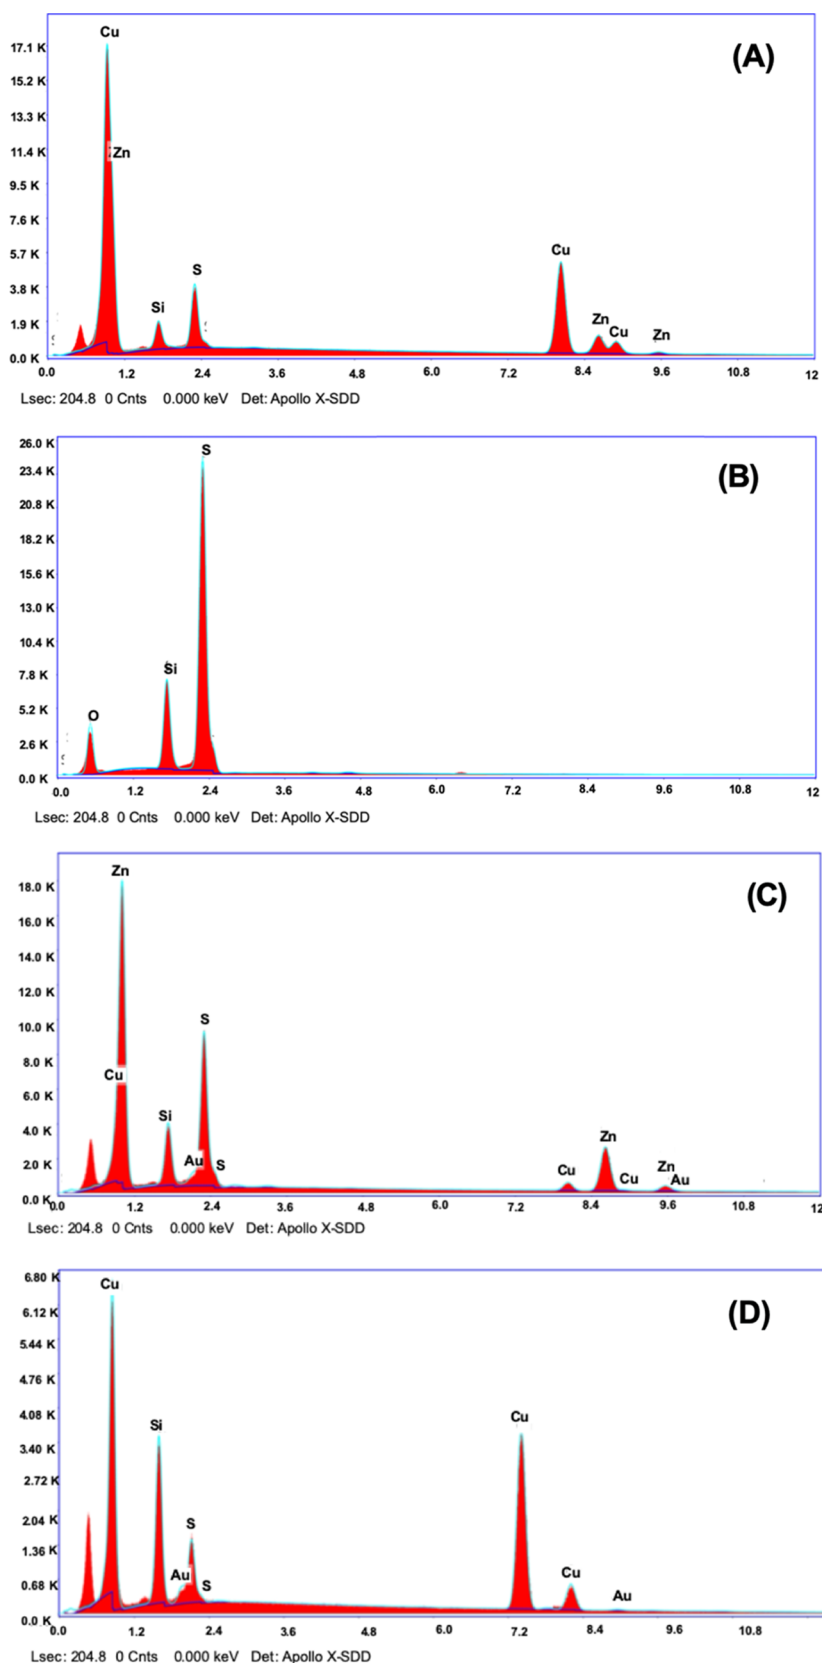 Cu
17.1 K
(A)
15.2 K
13.3 K
11.4 K
Zn
9.5 K
7.6 K
5.7 K
Cu
S
3.8 K
Si
Zn
1.9 K
Cu
Zn
0.0 K
0.0 1.2 2.4 3.6 4.8 6.0 7.2 8.4 9.6 10.8 12
Lsec: 204.8 0 Cnts 0.000 keV Det: Apollo X-SDD
26.0 K
S
(B)
23.4 K
20.8 K
18.2 K
15.6 K
13.0 K
10.4 K
7.8 K
Si
5.2 K
O
2.6 K
0.0 K
0.0 1.2 2.4 3.6 4.8 6.0 7.2 8.4 9.6 10.8 12
Lsec: 204.8 0 Cnts 0.000 keV Det: Apollo X-SDD
Zn
18.0 K
(C)
16.0 K
14.0 K
12.0 K
10.0 K
S
8.0 K
Cu
6.0 K
Si
4.0 K
Zn
2.0 K
Au
S
Cu
Zn
Cu
Au
0.0 K
0.0 1.2 2.4 3.6 4.8 6.0 7.2 8.4 9.6 10.8 12
Lsec: 204.8 0 Cnts 0.000 keV Det: Apollo X-SDD
6.80 K
Cu
(D)
6.12 K
5.44 K
4.76 K
4.08 K
Cu
Si
3.40 K
2.72 K
2.04 K
S
1.36 K
Au
Cu
0.68 K
S
Au
0.0 K
0.0 1.2 2.4 3.6 4.8 6.0 7.2 8.4 9.6 10.8
Lsec: 204.8 0 Cnts 0.000 keV Det: Apollo X-SDD